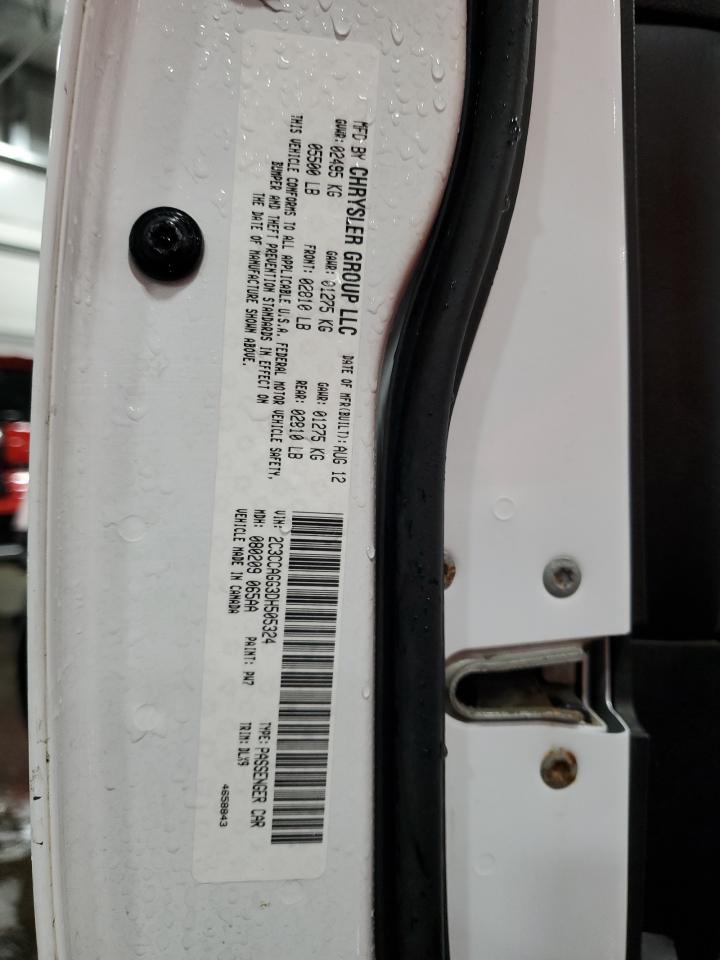 MFD BY CHRYSLER GROUP LLC DATE OF MFR(BUILT): AUG 12
GVWR: 02495 KG GAWR: 01275 KG GAWR: 01275 KG
05500 LB FRONT: 02810 LB REAR: 02810 LB
THIS VEHICLE CONFORMS TO ALL APPLICABLE U.S.A. FEDERAL MOTOR VEHICLE SAFETY,
BUMPER AND THEFT PREVENTION STANDARDS IN EFFECT ON
THE DATE OF MANUFACTURE SHOWN ABOVE.
VIN: 2C3CCAGG3DH505324 TYPE: PASSENGER CAR
MDH: 080209 065AA PAINT: PW7 TRIM: DLX9
VEHICLE MADE IN CANADA 4658843